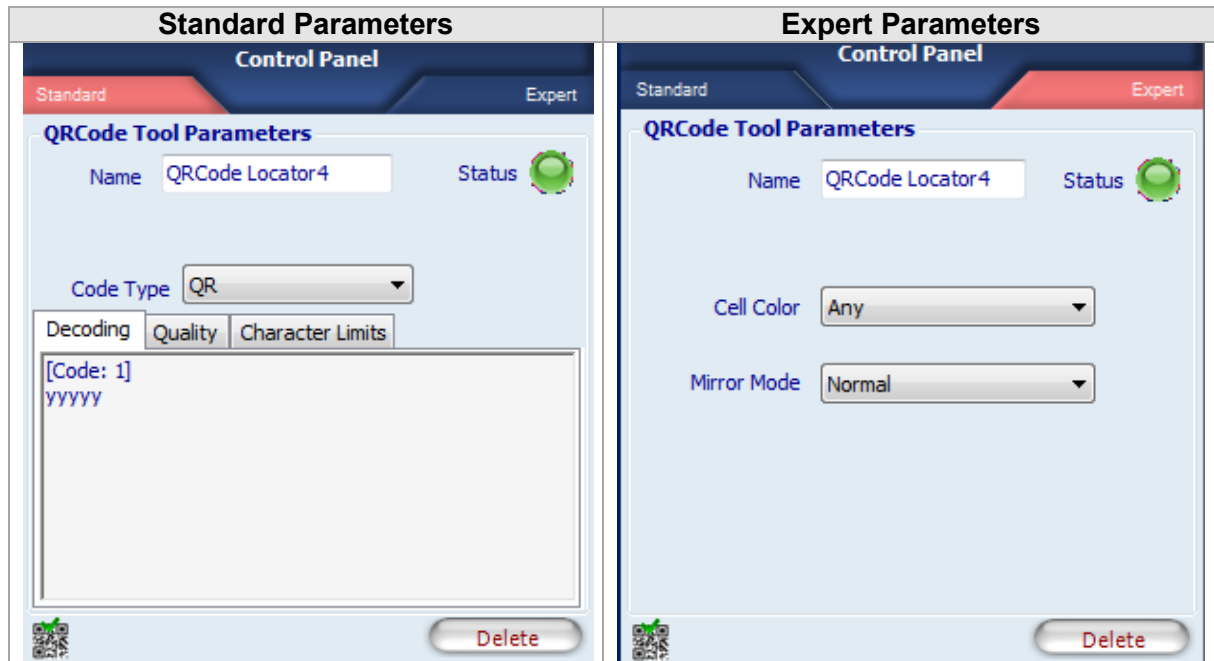 Standard Parameters
Expert Parameters
Control Panel
Standard
Expert
QRCode Tool Parameters
Name QRCode Locator4 Status
Code Type QR
Decoding Quality Character Limits
[Code: 1]
yyyyy
Delete
Control Panel
Standard
Expert
QRCode Tool Parameters
Name QRCode Locator4 Status
Cell Color Any
Mirror Mode Normal
Delete